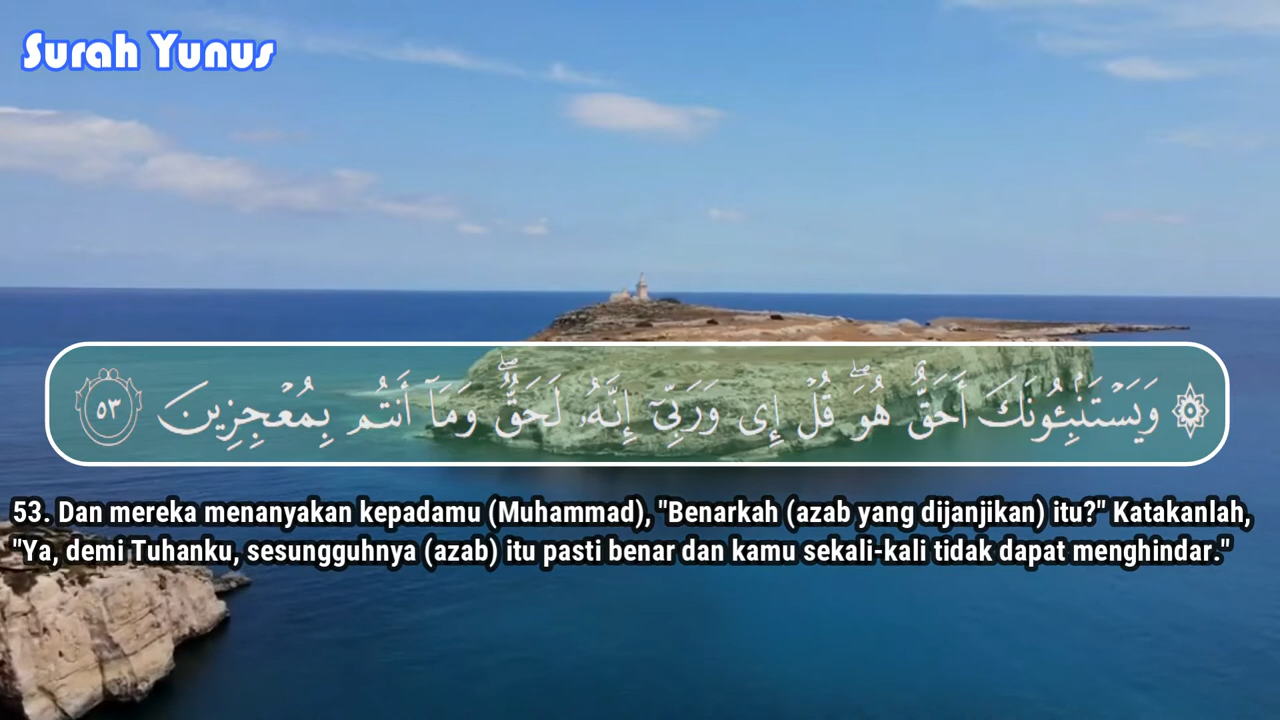 Surah Yunus
۞ وَيَسْتَنۢبِـُٔونَكَ أَحَقٌّ هُوَ ۖ قُلْ إِى وَرَبِّىٓ إِنَّهُۥ لَحَقٌّ ۖ وَمَآ أَنتُم بِمُعْجِزِينَ ٥٣
53. Dan mereka menanyakan kepadamu (Muhammad), "Benarkah (azab yang dijanjikan) itu?" Katakanlah,
"Ya, demi Tuhanku, sesungguhnya (azab) itu pasti benar dan kamu sekali-kali tidak dapat menghindar."